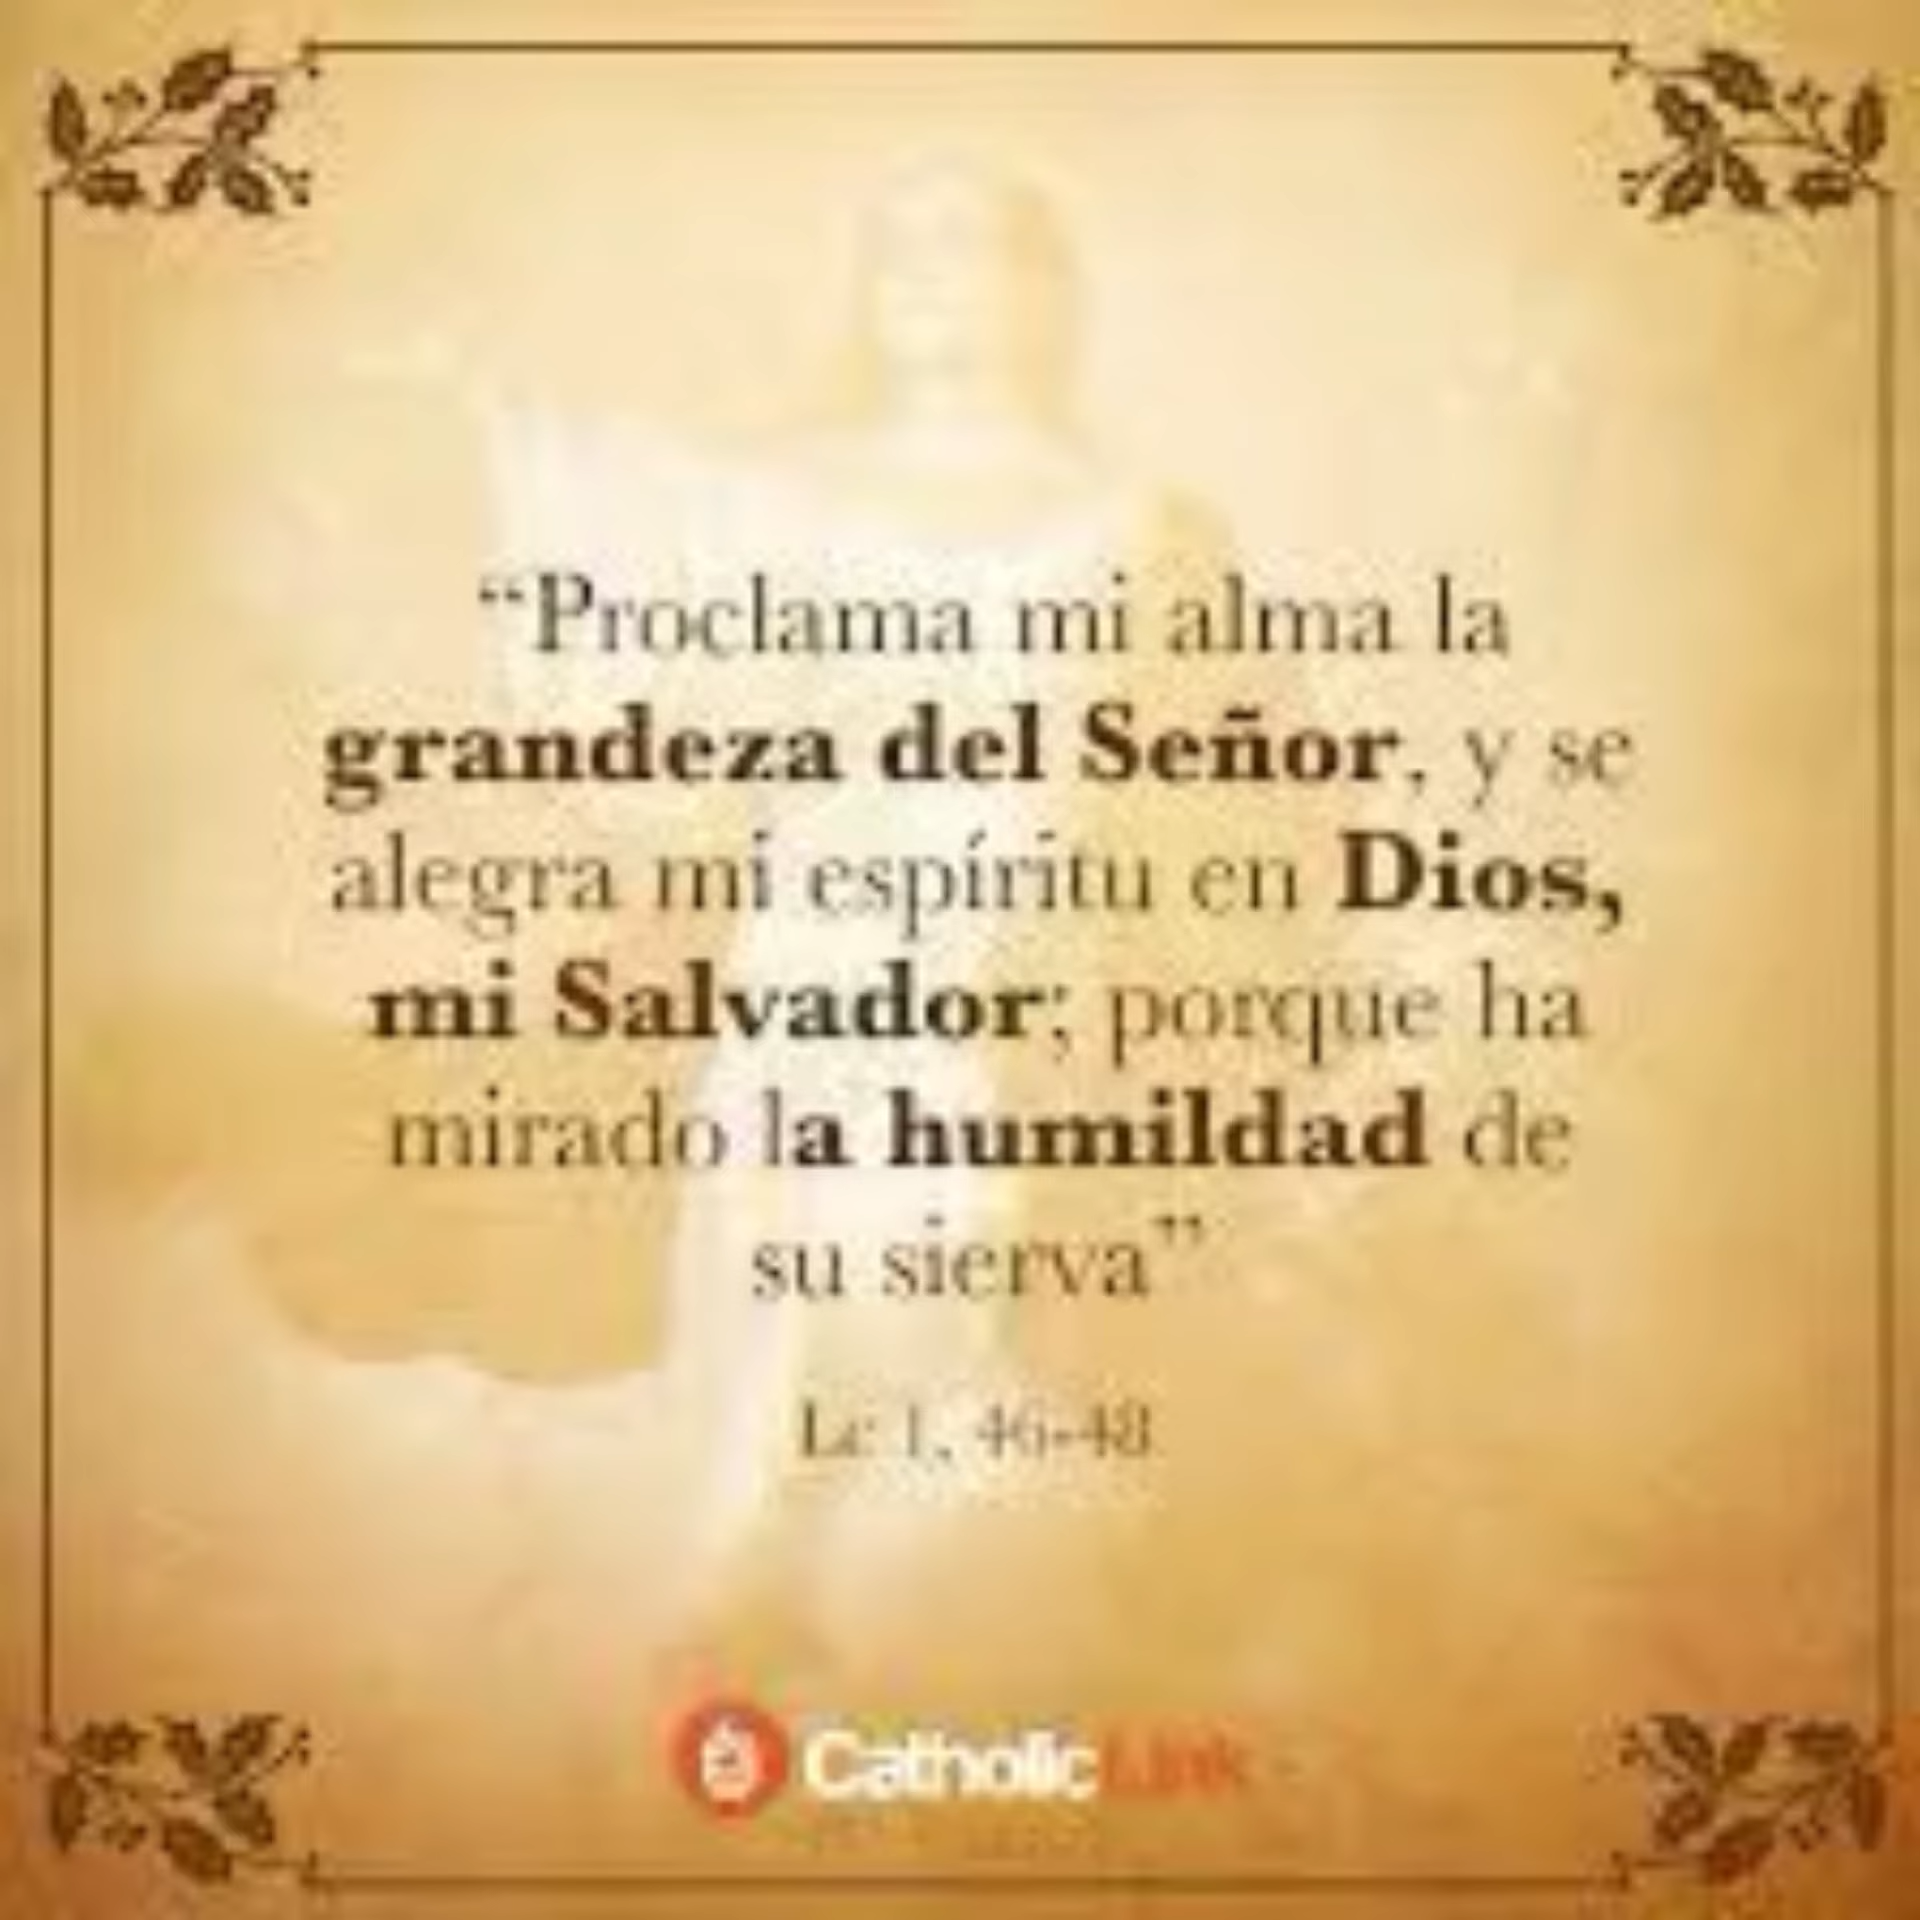 “Proclama mi alma la
grandeza del Señor, y se
alegra mi espíritu en Dios,
mi Salvador; porque ha
mirado la humildad de
su sierva”
Lc 1, 46-48
CatholicLink